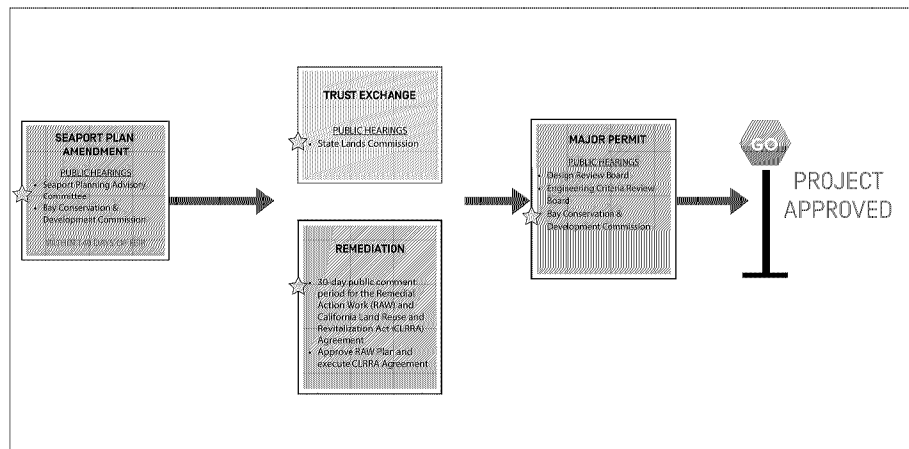 SEAPORT PLAN
AMENDMENT
PUBLIC HEARINGS
• Seaport Planning Advisory
Committee
• Bay Conservation &
Development Commission
TRUST EXCHANGE
PUBLIC HEARINGS
• State Lands Commission
REMEDIATION
• 30-day public comment
period for the Remedial
Action Work (RAW) and
California Land Reuse and
Revitalization Act (CLRRA)
Agreement
• Approve RAW Plan and
execute CLRRA Agreement
MAJOR PERMIT
PUBLIC HEARINGS
• Design Review Board
• Engineering Criteria Review
Board
• Bay Conservation &
Development Commission
GO
PROJECT
APPROVED